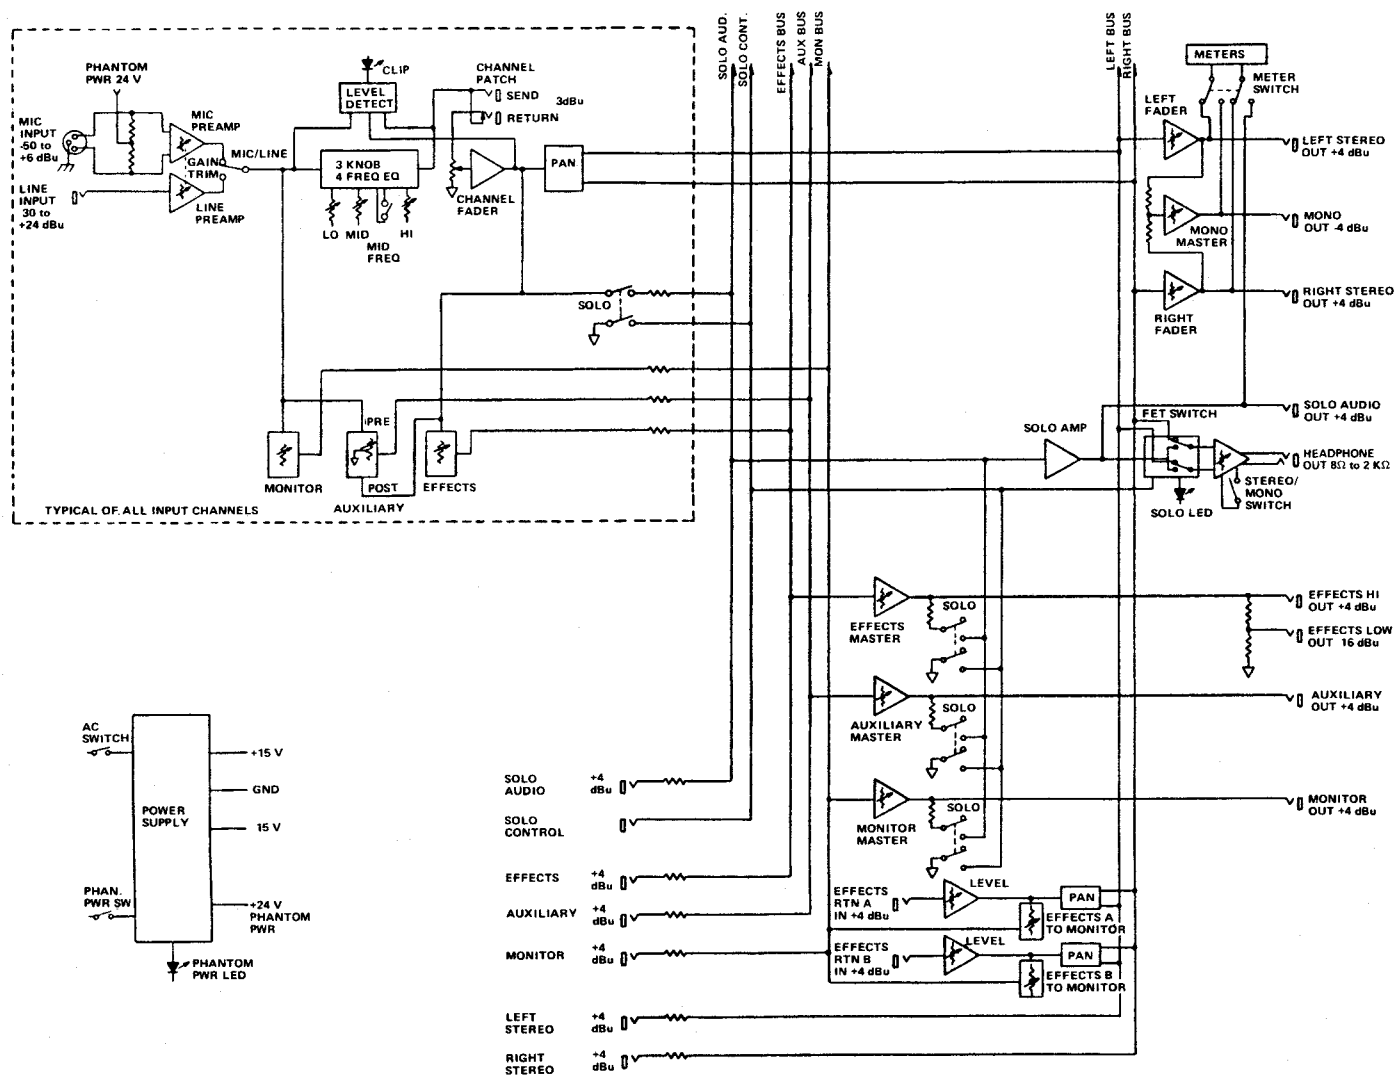 SOLO AUD.
SOLO CONT.
EFFECTS BUS
AUX BUS
MON BUS
LEFT BUS
RIGHT BUS
METERS
METER
SWITCH
PHANTOM
PWR 24 V
MIC
INPUT
-50 to
+6 dBu
LINE
INPUT
30 to
+24 dBu
MIC
PREAMP
GAIN
TRIM
MIC/LINE
LINE
PREAMP
CLIP
LEVEL
DETECT
3 KNOB
4 FREQ EQ
LO
MID
HI
MID
FREQ
CHANNEL
PATCH
SEND
3dBu
RETURN
CHANNEL
FADER
PAN
SOLO
PRE
POST
MONITOR
AUXILIARY
EFFECTS
TYPICAL OF. ALL INPUT CHANNELS
LEFT
FADER
LEFT STEREO
OUT +4 dBu
MONO
OUT -4 dBu
MONO
MASTER
RIGHT STEREO
OUT +4 dBu
RIGHT
FADER
SOLO AUDIO
OUT +4 dBu
FET SWITCH
SOLO AMP
HEADPHONE
OUT 8Ω to 2 KΩ
STEREO/
MONO
SWITCH
SOLO LED
EFFECTS
MASTER
SOLO
EFFECTS HI
OUT +4 dBu
EFFECTS LOW
OUT 16 dBu
AUXILIARY
MASTER
SOLO
AUXILIARY
OUT +4 dBu
MONITOR
MASTER
SOLO
MONITOR
OUT +4 dBu
AC
SWITCH
POWER
SUPPLY
+15 V
GND
15 V
PHAN.
PWR SW
+24 V
PHANTOM
PWR
PHANTOM
PWR LED
SOLO
AUDIO
+4
dBu
SOLO
CONTROL
EFFECTS
+4
dBu
AUXILIARY
+4
dBu
MONITOR
+4
dBu
LEFT
STEREO
+4
dBu
RIGHT
STEREO
+4
dBu
EFFECTS
RTN A
IN +4 dBu
LEVEL
PAN
EFFECTS A
TO MONITOR
EFFECTS
RTN B
IN +4 dBu
LEVEL
PAN
EFFECTS B
TO MONITOR